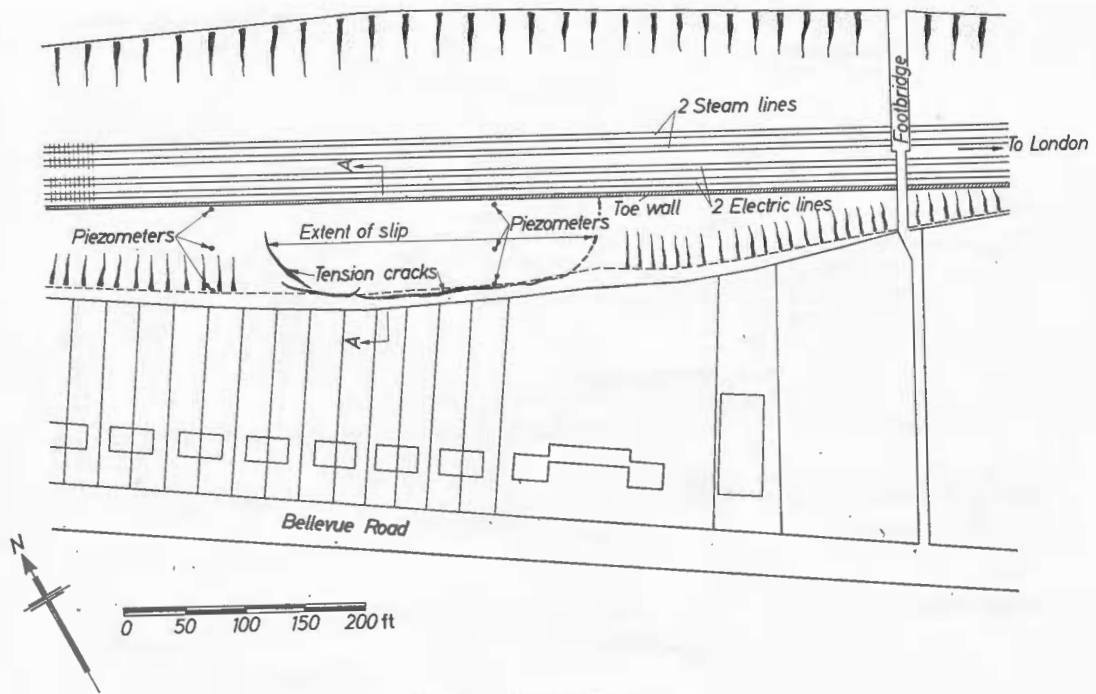 2 Steam lines
Footbridge
To London
A
Toe wall
2 Electric lines
Piezometers
Extent of slip
Piezometers
Tension cracks
A
Bellevue Road
N
0 50 100 150 200 ft